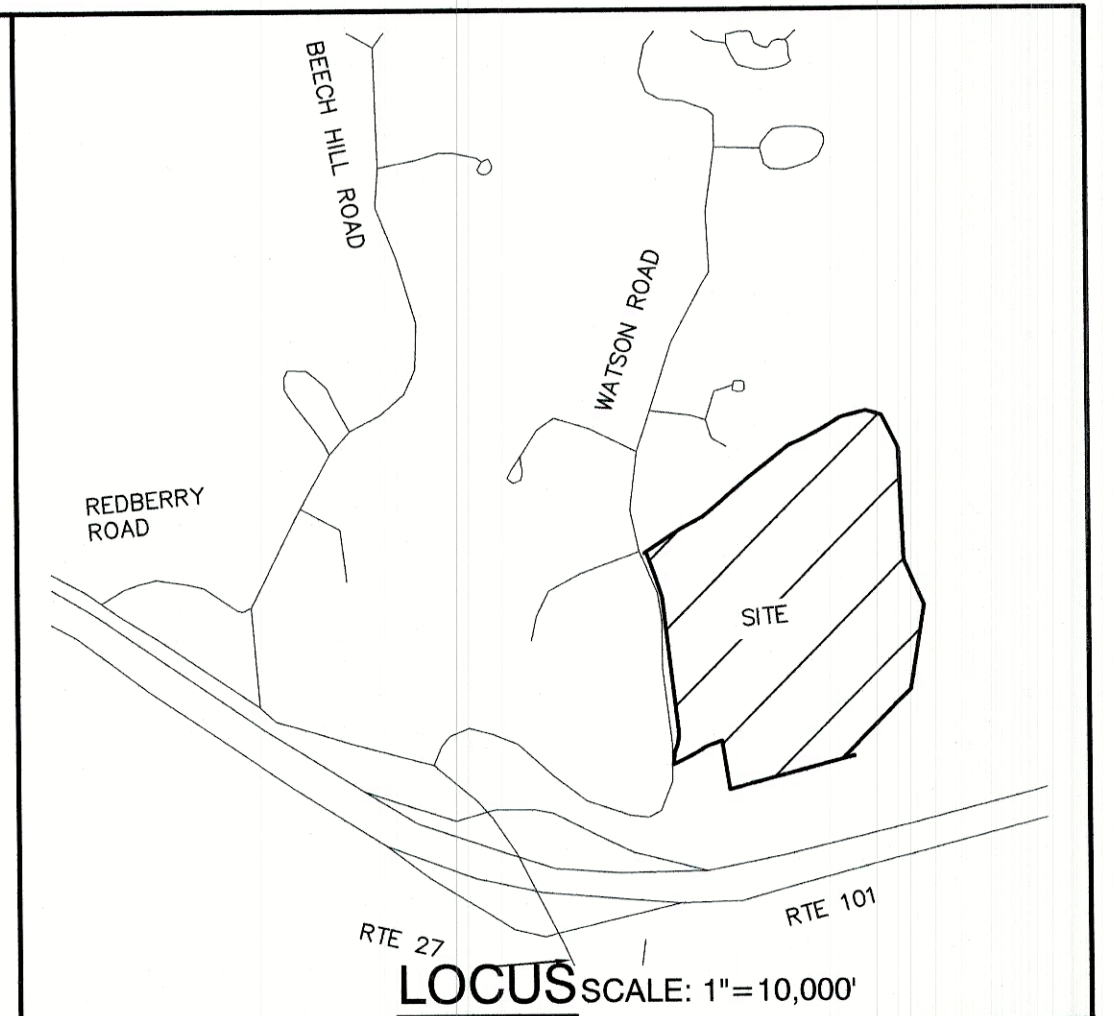 BEECH HILL ROAD
WATSON ROAD
REDBERRY
ROAD
SITE
RTE 101
RTE 27
LOCUS SCALE: 1"=10,000'